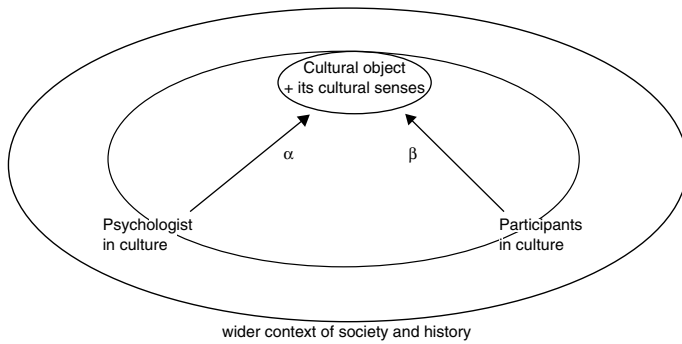 Cultural object
+ its cultural senses
α
β
Psychologist
in culture
Participants
in culture
wider context of society and history